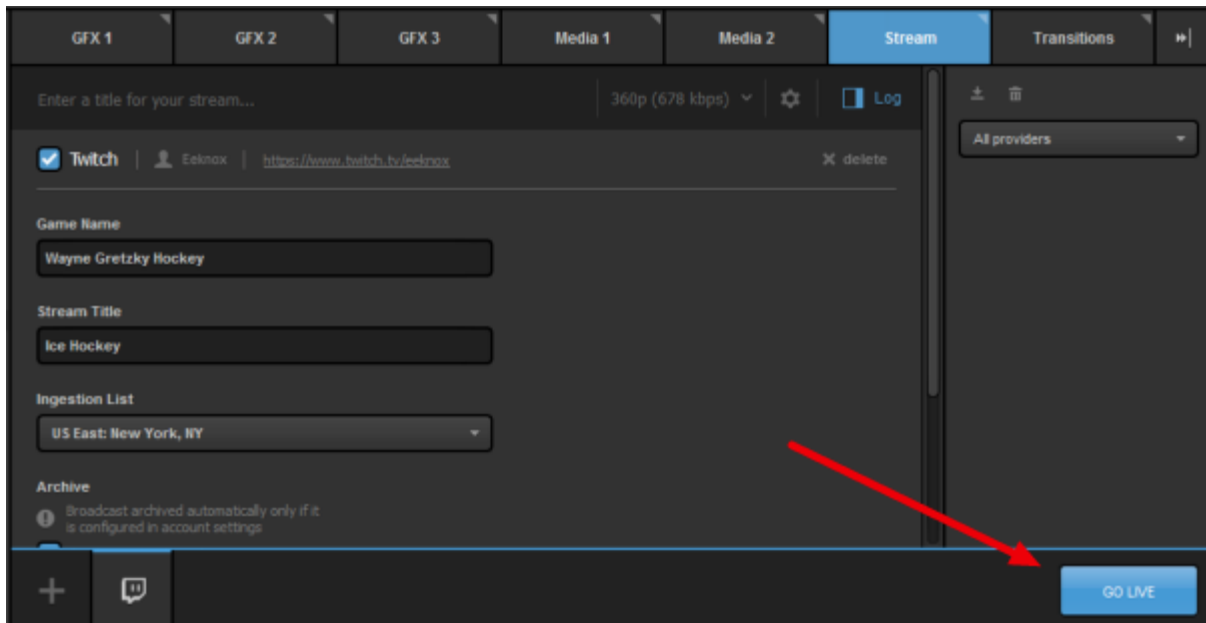 GFX 1 GFX 2 GFX 3 Media 1 Media 2 Stream Transitions
Enter a title for your stream... 360p (678 kbps) Log
All providers
Twitch | Eeknox | https://www.twitch.tv/eeknox delete
Game Name
Wayne Gretzky Hockey
Stream Title
Ice Hockey
Ingestion List
US East: New York, NY
Archive
Broadcast archived automatically only if it
is configured in account settings
GO LIVE